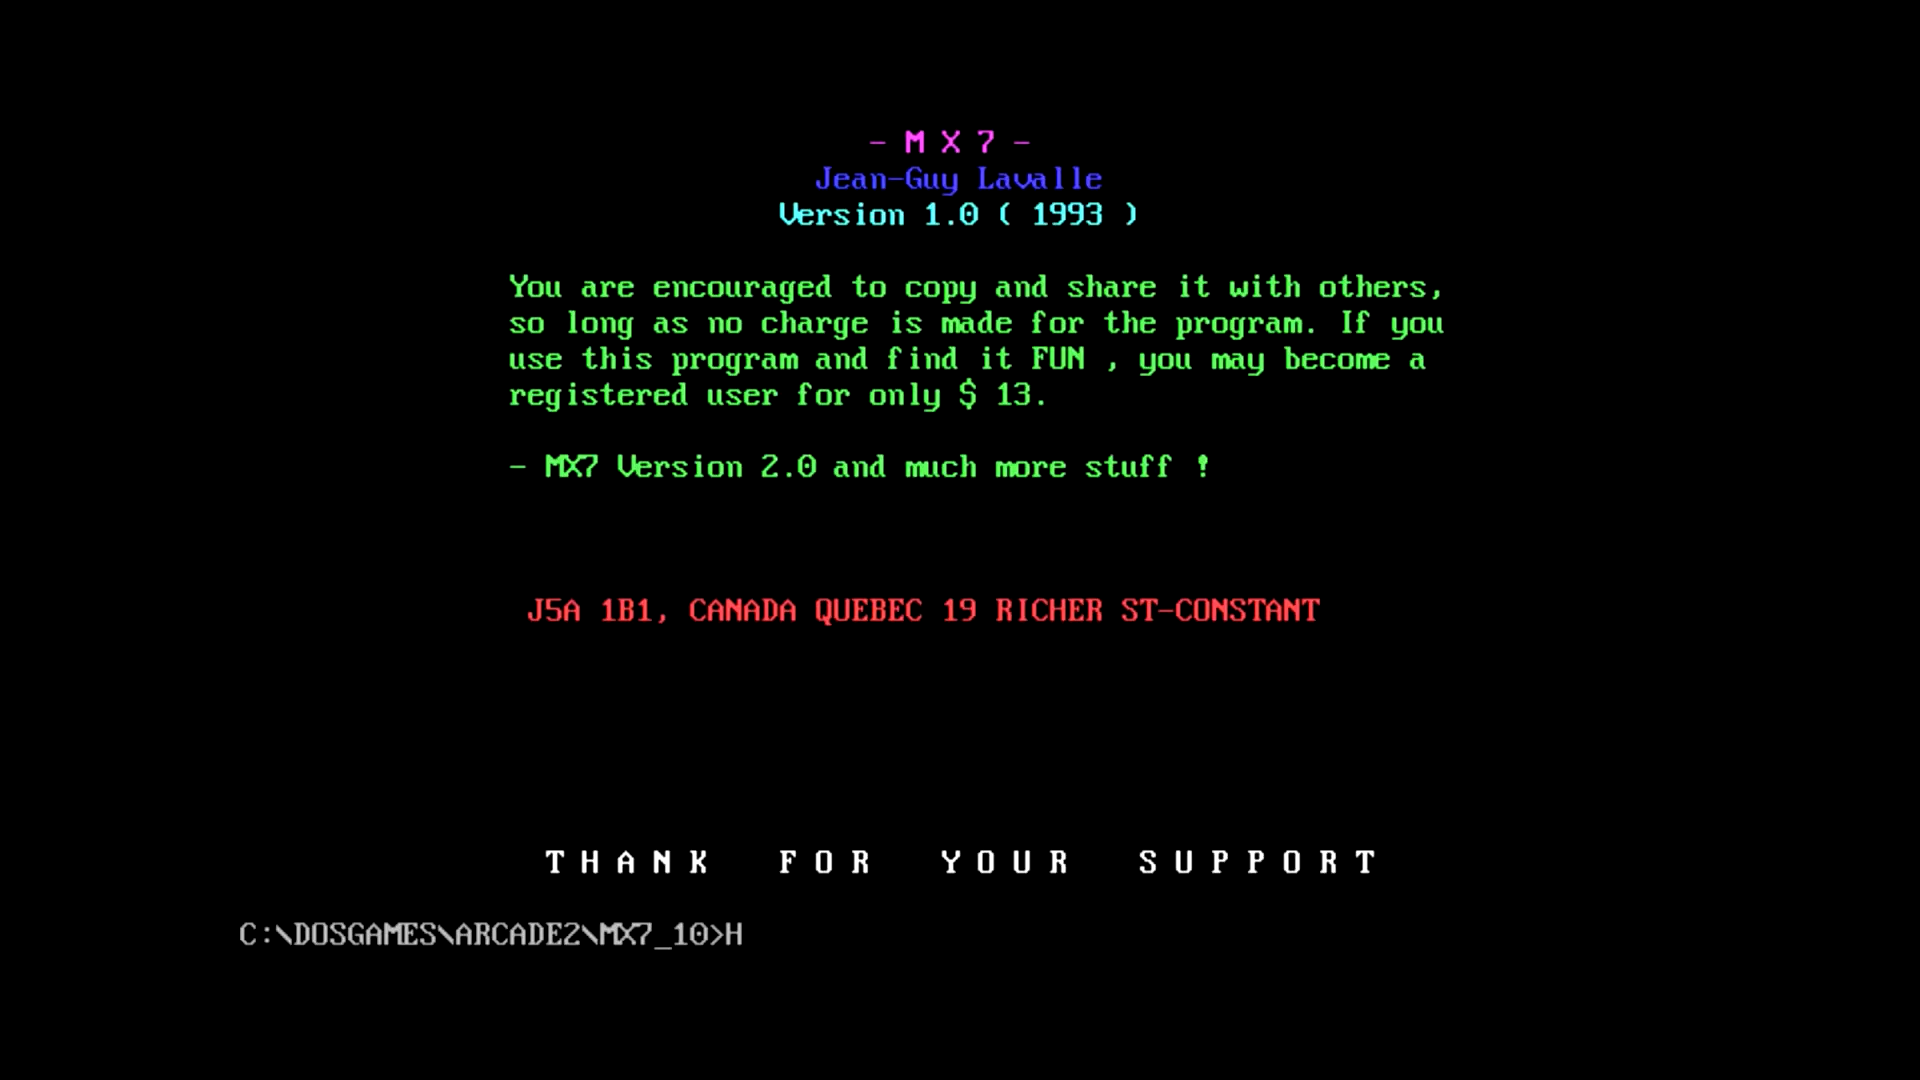 - M X 7 -
Jean-Guy Lavalle
Version 1.0 ( 1993 )
You are encouraged to copy and share it with others,
so long as no charge is made for the program. If you
use this program and find it FUN , you may become a
registered user for only $ 13.
- MX7 Version 2.0 and much more stuff !
J5A 1B1, CANADA QUEBEC 19 RICHER ST-CONSTANT
T H A N K   F O R   Y O U R   S U P P O R T
C:\DOSGAMES\ARCADE2\MX7_10>H